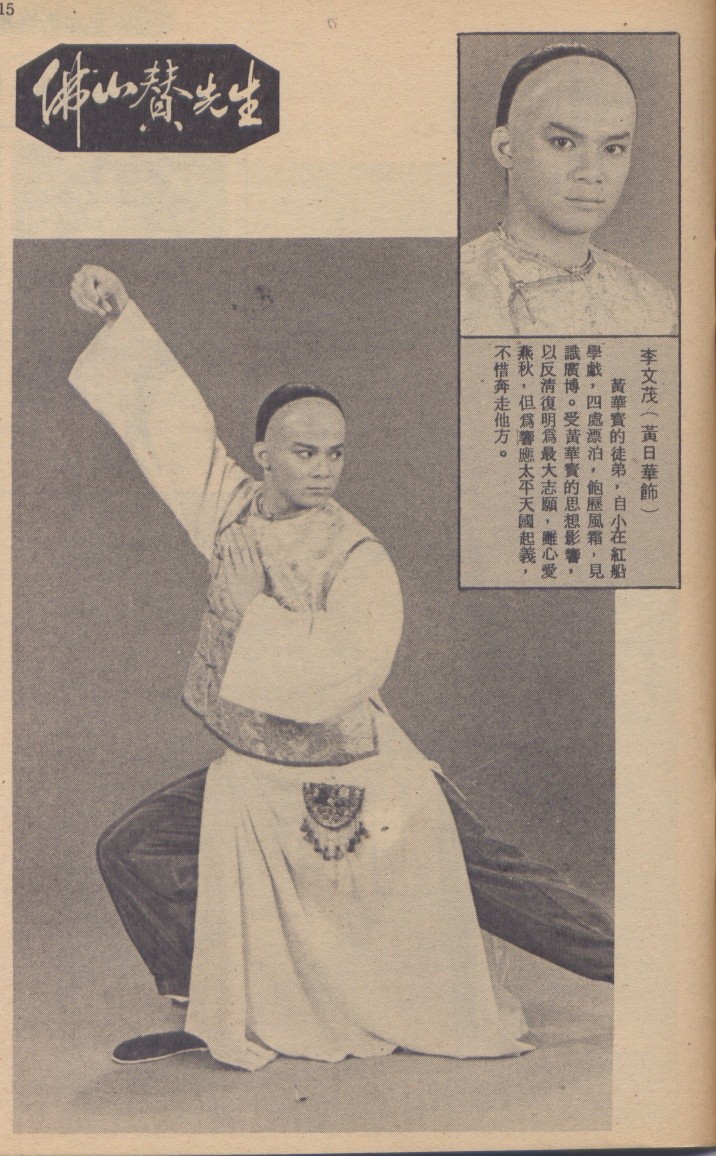 15
佛山贊先生
李文茂（黃日華飾）
黃華寶的徒弟，自小在紅船
學戲，四處漂泊，飽歷風霜，見
識廣博。受黃華寶的思想影響，
以反清復明爲最大志願，雖心愛
燕秋，但爲響應太平天國起義，
不惜奔走他方。